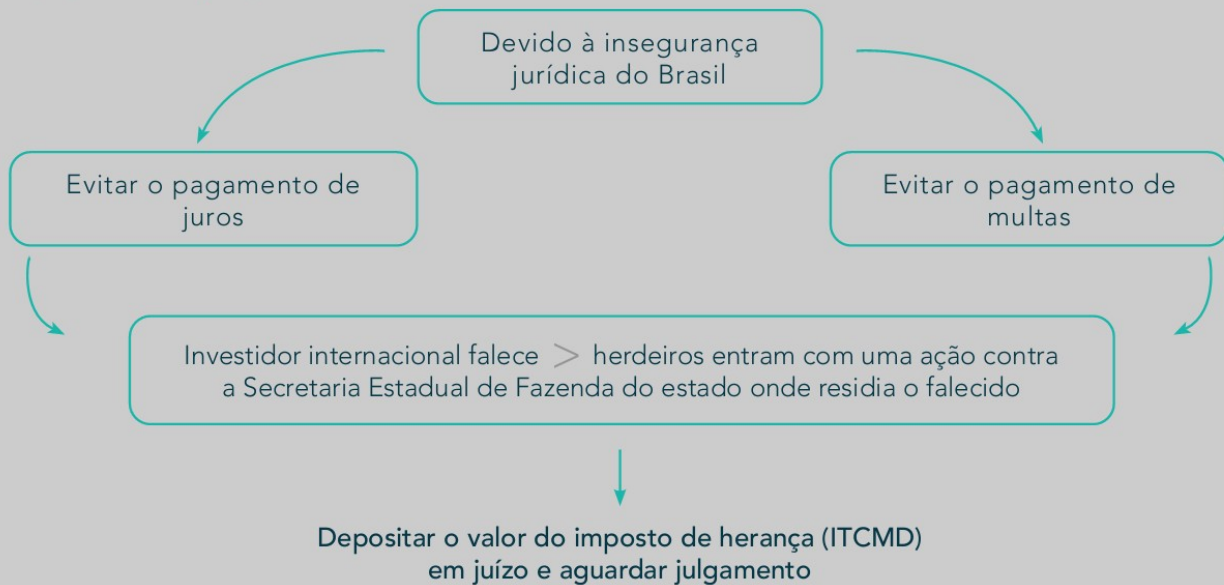 Devido à insegurança
jurídica do Brasil
Evitar o pagamento de
juros
Evitar o pagamento de
multas
Investidor internacional falece > herdeiros entram com uma ação contra
a Secretaria Estadual de Fazenda do estado onde residia o falecido
Depositar o valor do imposto de herança (ITCMD)
em juízo e aguardar julgamento